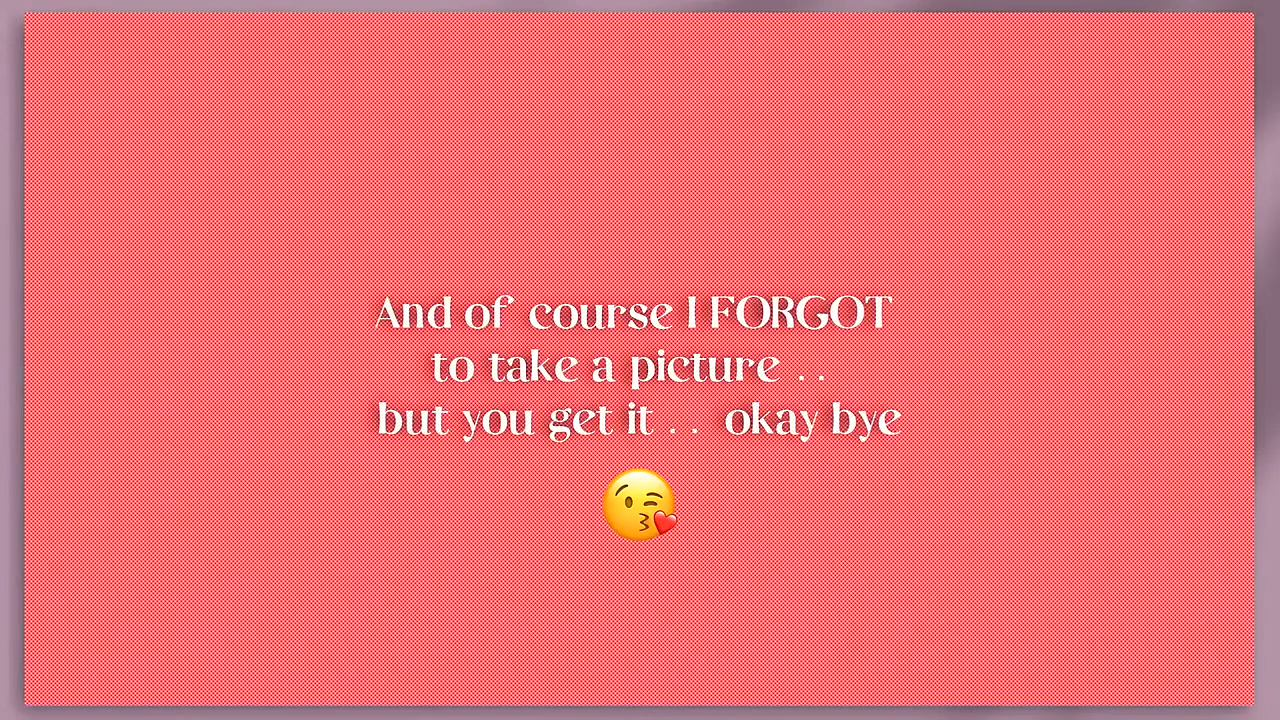 And of course I FORGOT
to take a picture . .
but you get it . . okay bye
😘